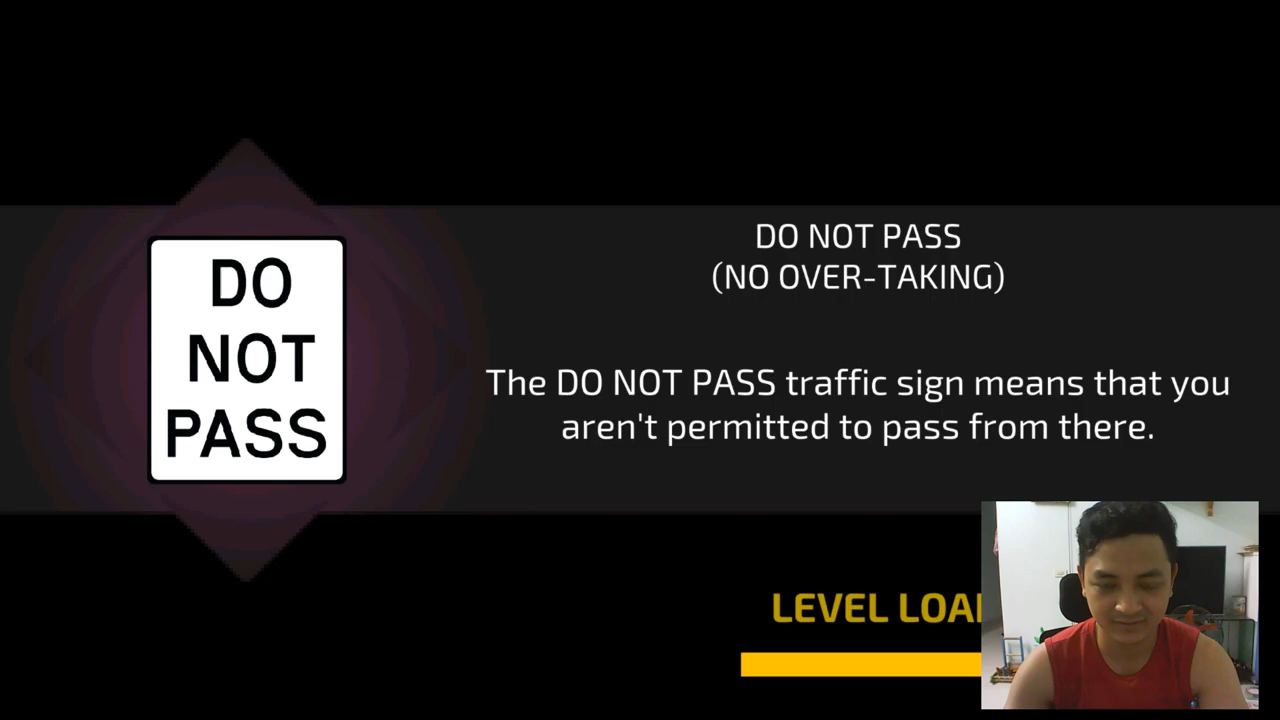 DO
NOT
PASS
DO NOT PASS
(NO OVER-TAKING)
The DO NOT PASS traffic sign means that you
aren't permitted to pass from there.
LEVEL